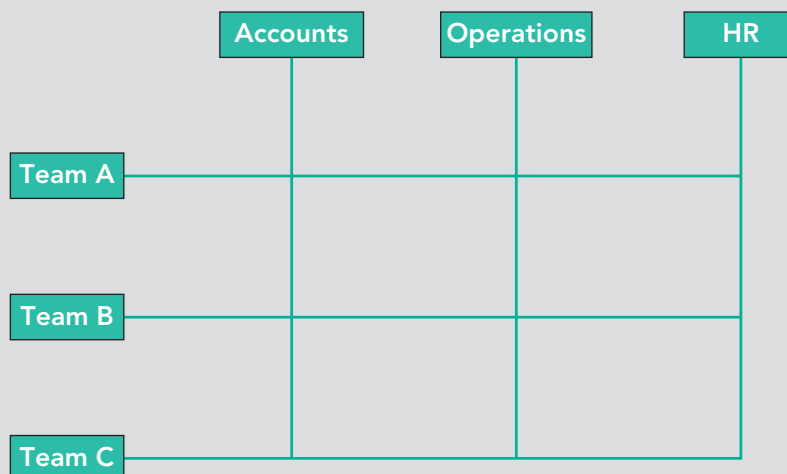 Accounts
Operations
HR
Team A
Team B
Team C